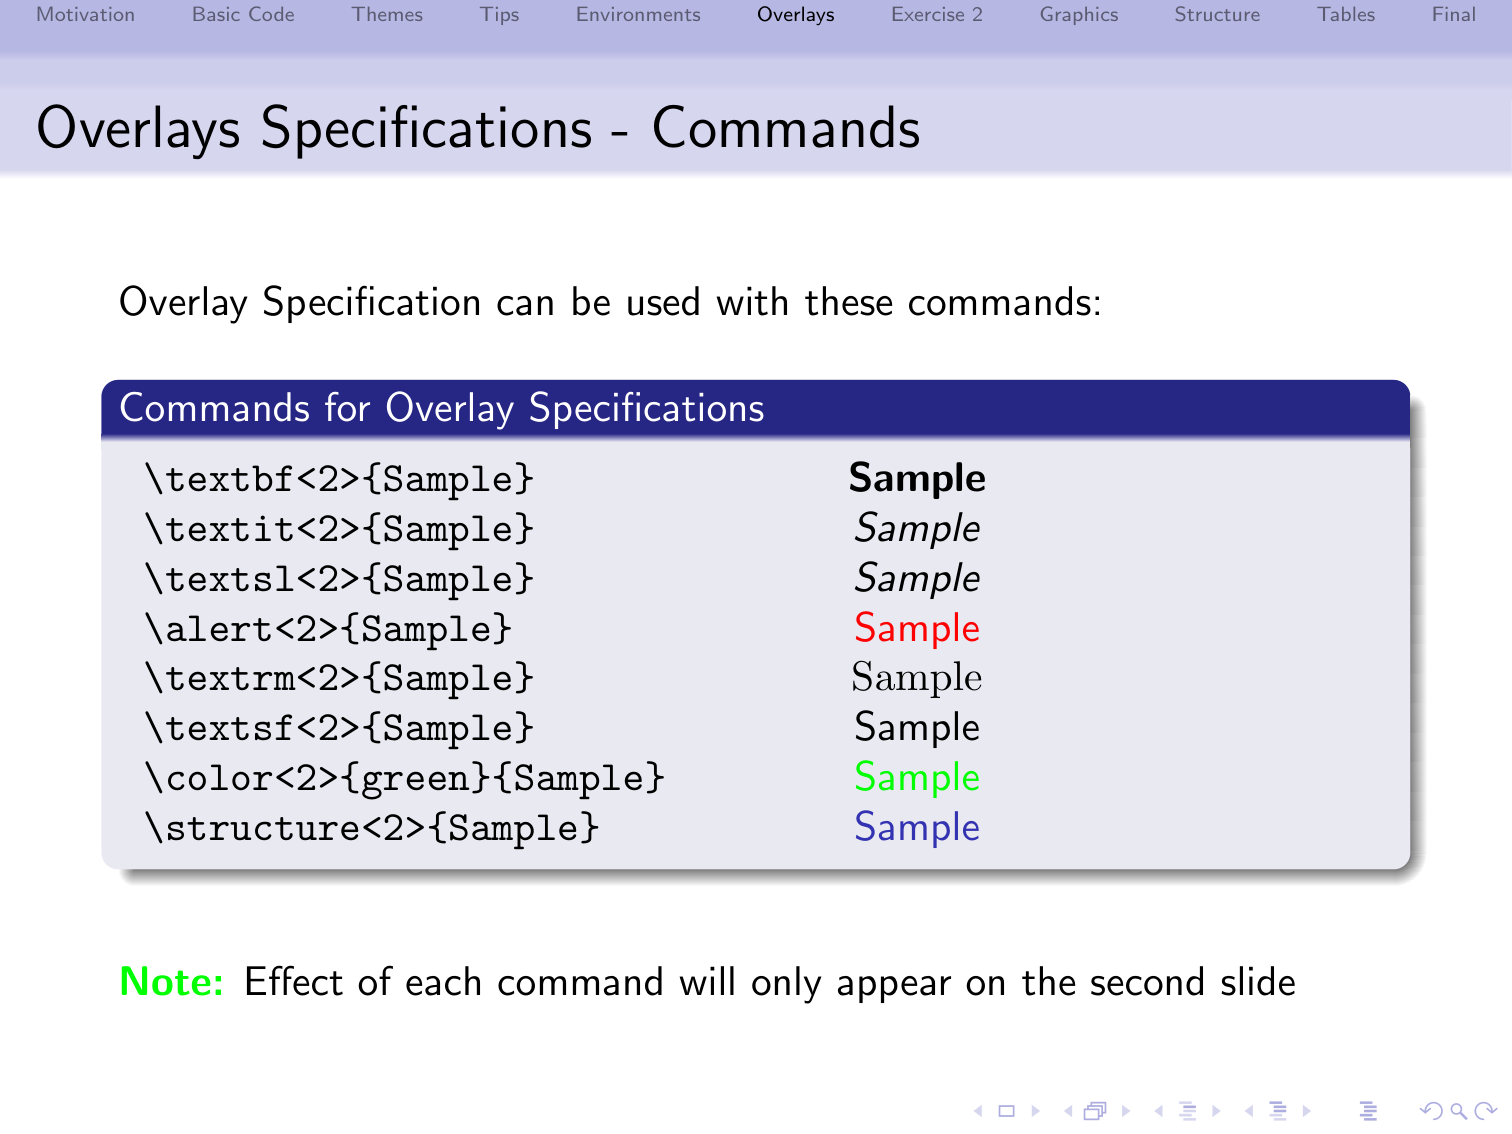 Motivation Basic Code Themes Tips Environments Overlays Exercise 2 Graphics Structure Tables Final
Overlays Specifications - Commands
Overlay Specification can be used with these commands:
Commands for Overlay Specifications
\textbf<2>{Sample} Sample
\textit<2>{Sample} Sample
\textsl<2>{Sample} Sample
\alert<2>{Sample} Sample
\textrm<2>{Sample} Sample
\textsf<2>{Sample} Sample
\color<2>{green}{Sample} Sample
\structure<2>{Sample} Sample
Note: Effect of each command will only appear on the second slide